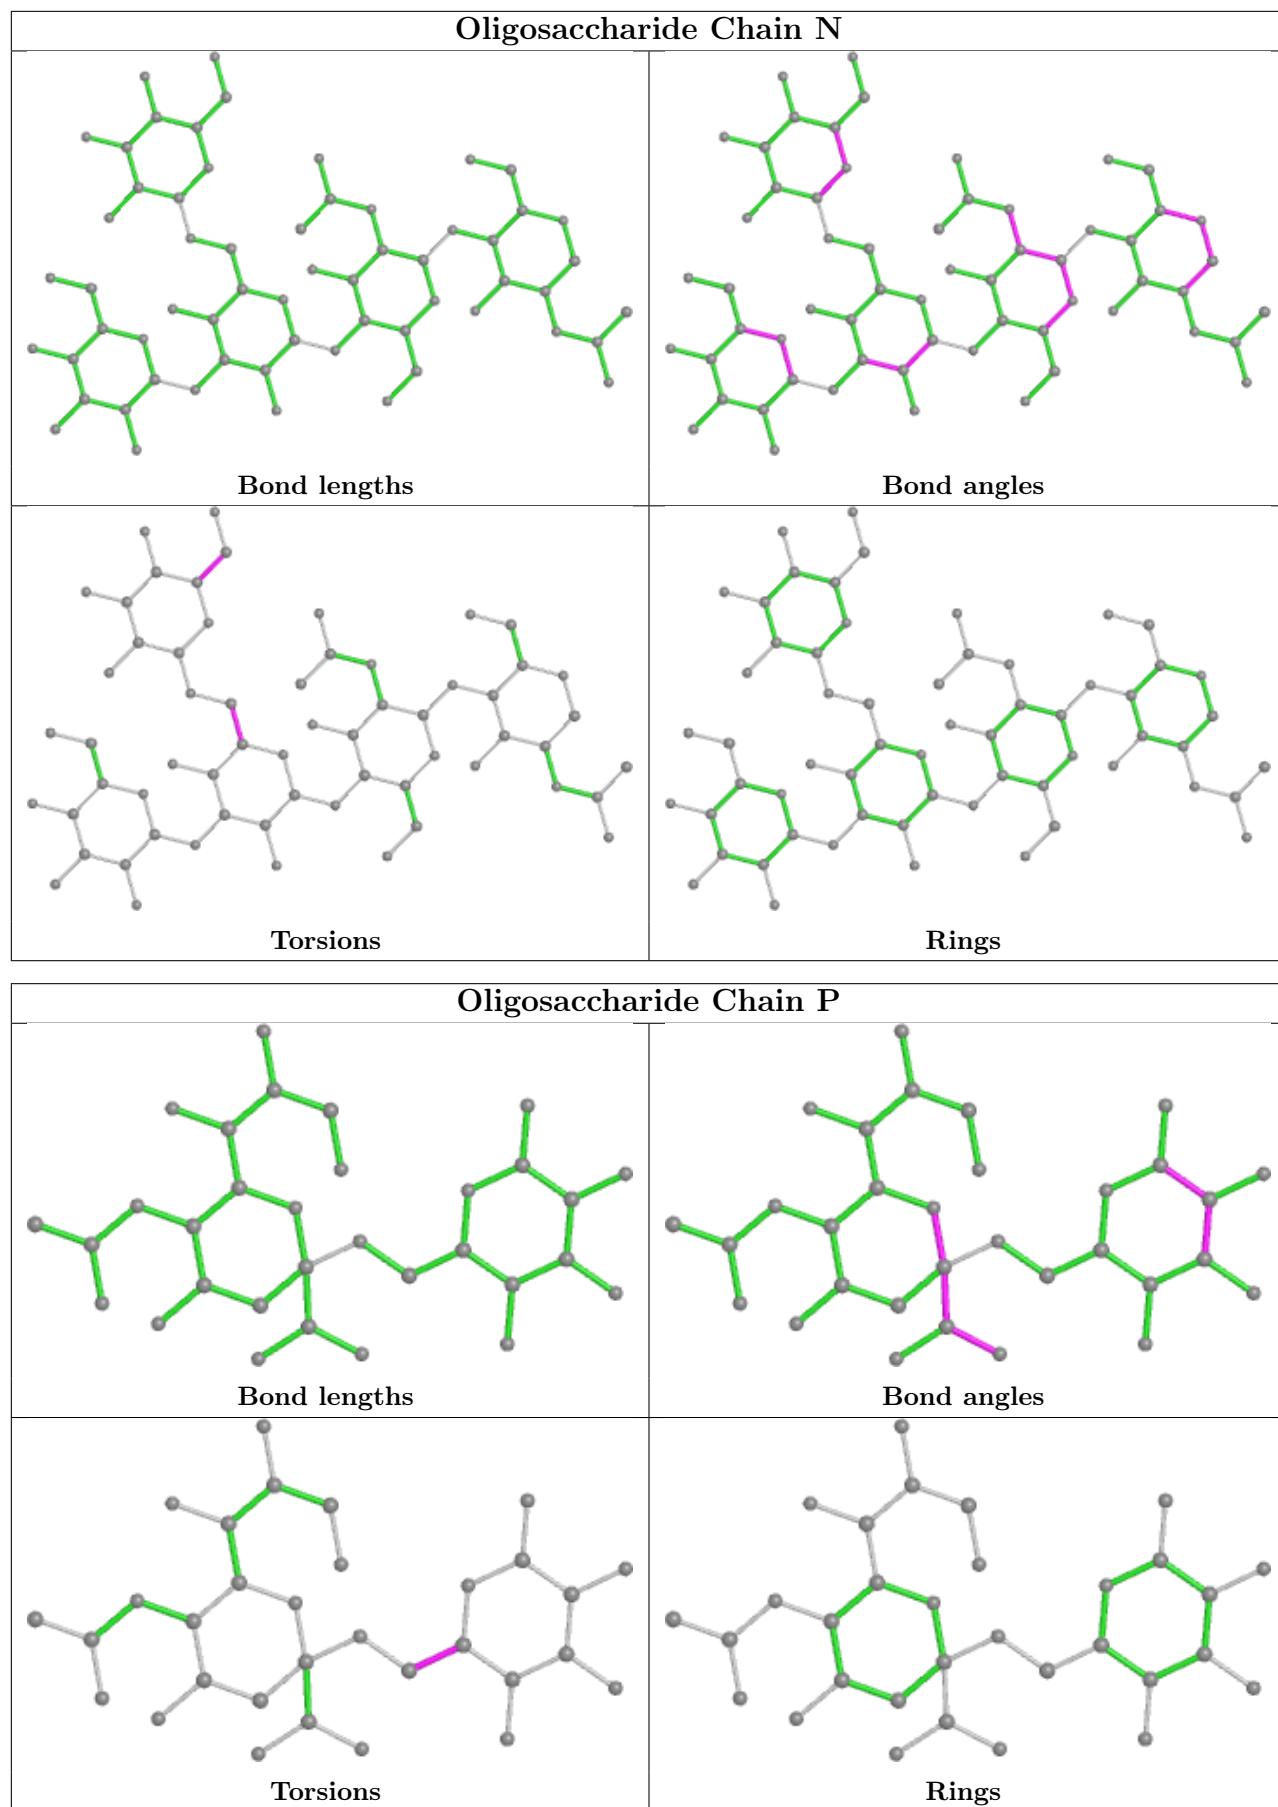 Oligosaccharide Chain N
Bond lengths
Bond angles
Torsions
Rings
Oligosaccharide Chain P
Bond lengths
Bond angles
Torsions
Rings